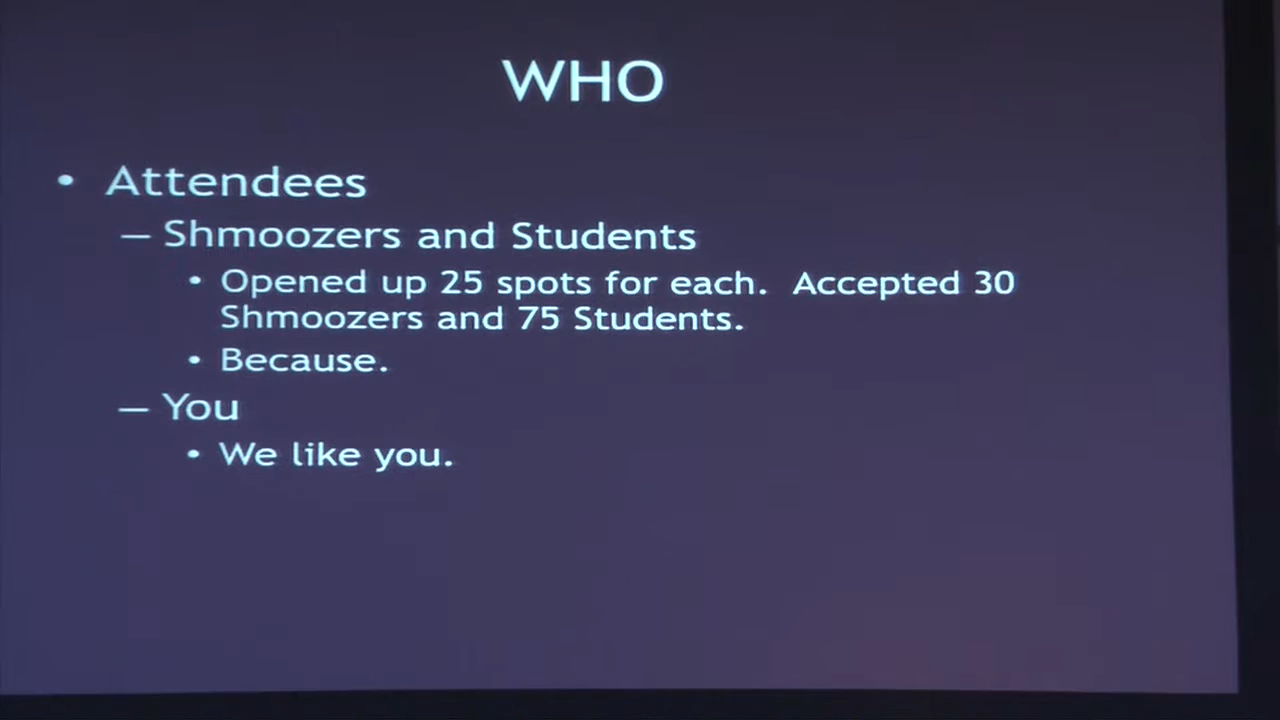 WHO
• Attendees
– Shmoozers and Students
• Opened up 25 spots for each. Accepted 30
Shmoozers and 75 Students.
• Because.
– You
• We like you.